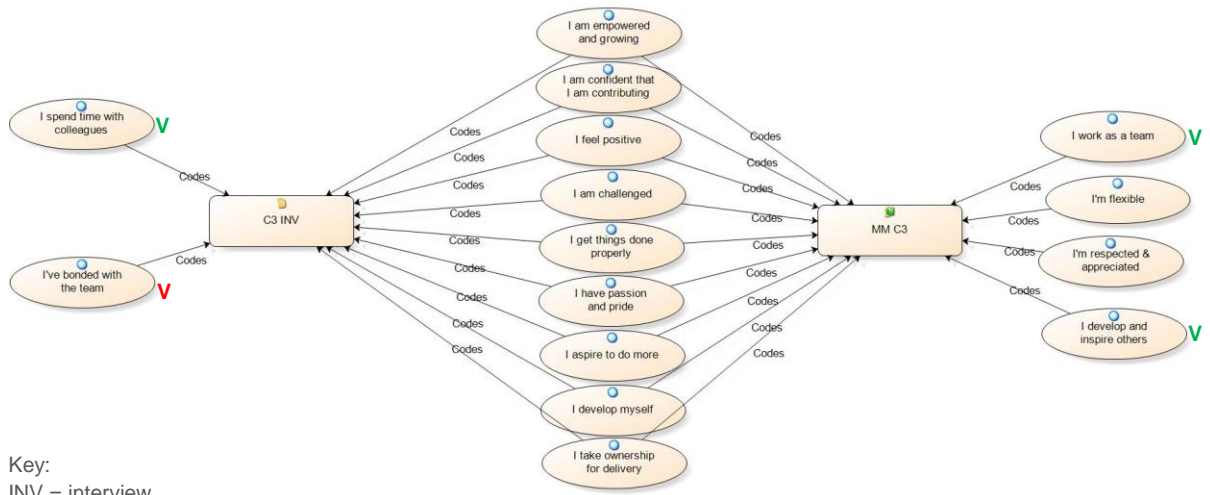 I am empowered
and growing
I am confident that
I am contributing
I spend time with
colleagues
V
Codes
Codes
I feel positive
I work as a team
V
Codes
Codes
Codes
I am challenged
Codes
Codes
Codes
Codes
I'm flexible
C3 INV
Codes
Codes
MM C3
Codes
I get things done
properly
I've bonded with
the team
V
Codes
Codes
Codes
Codes
I'm respected &
appreciated
Codes
Codes
I have passion
and pride
Codes
Codes
Codes
I aspire to do more
Codes
Codes
I develop and
inspire others
V
Codes
Codes
I develop myself
I take ownership
for delivery
Key:
INV – interview